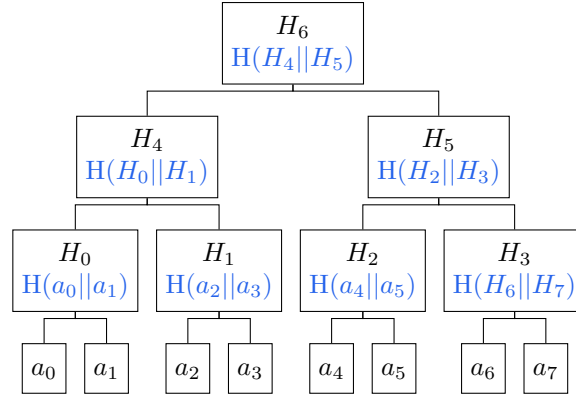 H₆
H(H₄||H₅)
H₄
H(H₀||H₁)
H₅
H(H₂||H₃)
H₀
H(a₀||a₁)
H₁
H(a₂||a₃)
H₂
H(a₄||a₅)
H₃
H(H₆||H₇)
a₀ a₁ a₂ a₃ a₄ a₅ a₆ a₇